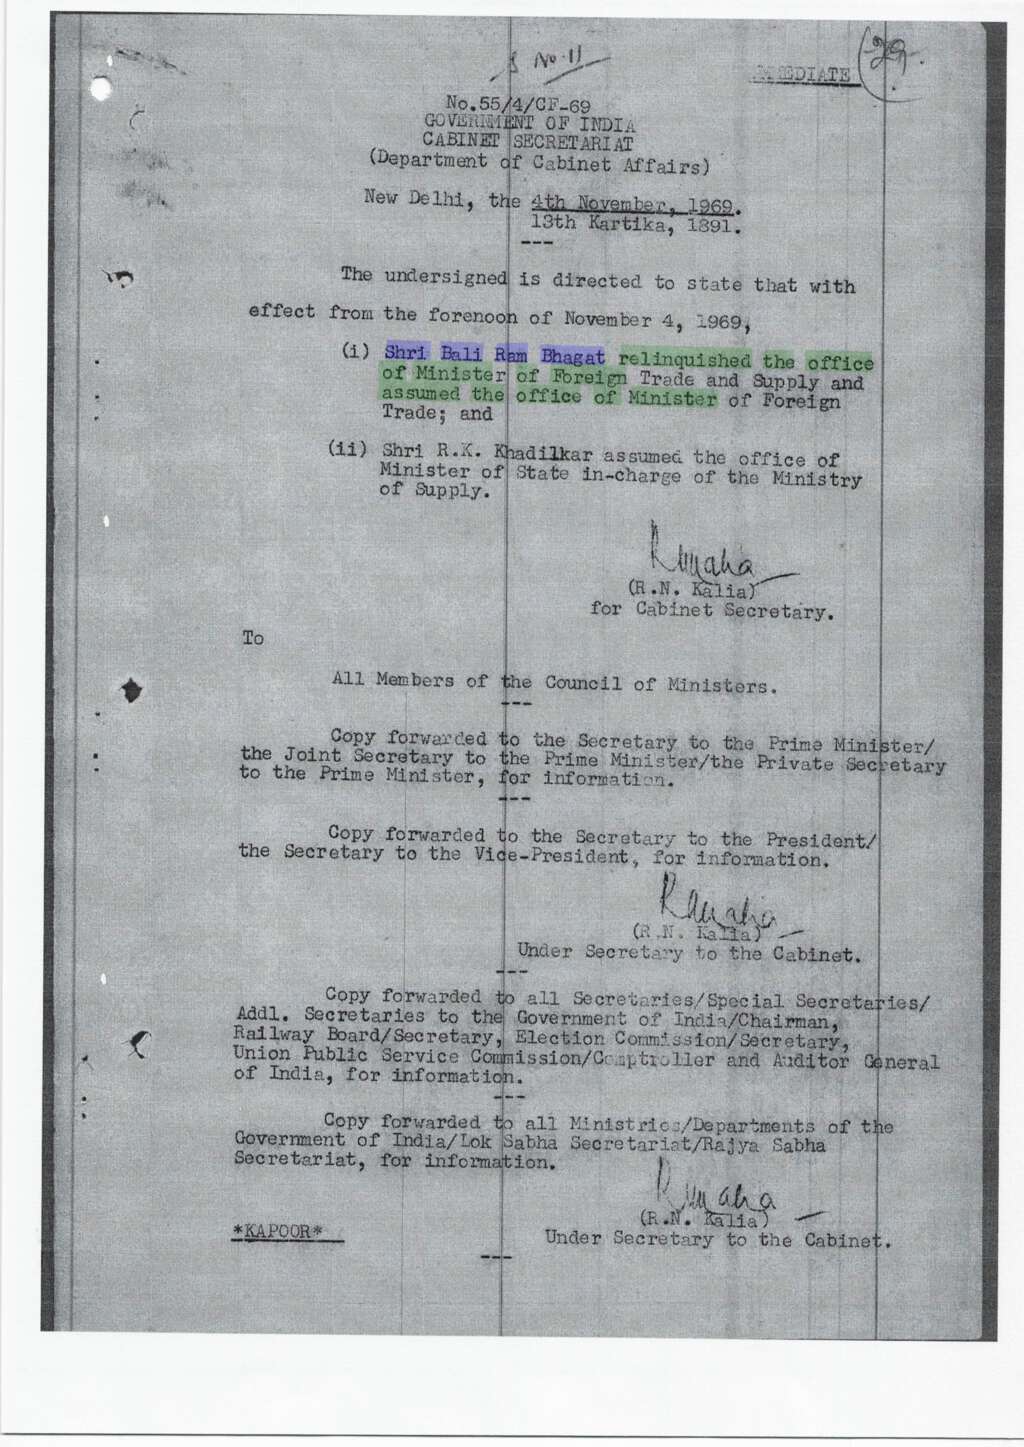 S No. 11
29.
IMMEDIATE
No.55/4/CF-69
GOVERNMENT OF INDIA
CABINET SECRETARIAT
(Department of Cabinet Affairs)
New Delhi, the 4th November, 1969.
13th Kartika, 1891.
---
The undersigned is directed to state that with
effect from the forenoon of November 4, 1969,
(i) Shri Bali Ram Bhagat relinquished the office
of Minister of Foreign Trade and Supply and
assumed the office of Minister of Foreign
Trade; and
(ii) Shri R.K. Khadilkar assumed the office of
Minister of State in-charge of the Ministry
of Supply.
(R.N. Kalia)
for Cabinet Secretary.
To
All Members of the Council of Ministers.
---
Copy forwarded to the Secretary to the Prime Minister/
the Joint Secretary to the Prime Minister/the Private Secretary
to the Prime Minister, for information.
---
Copy forwarded to the Secretary to the President/
the Secretary to the Vice-President, for information.
(R.N. Kalia)
Under Secretary to the Cabinet.
---
Copy forwarded to all Secretaries/Special Secretaries/
Addl. Secretaries to the Government of India/Chairman,
Railway Board/Secretary, Election Commission/Secretary,
Union Public Service Commission/Comptroller and Auditor General
of India, for information.
---
Copy forwarded to all Ministries/Departments of the
Government of India/Lok Sabha Secretariat/Rajya Sabha
Secretariat, for information.
(R.N. Kalia)
*KAPOOR*
Under Secretary to the Cabinet.
---